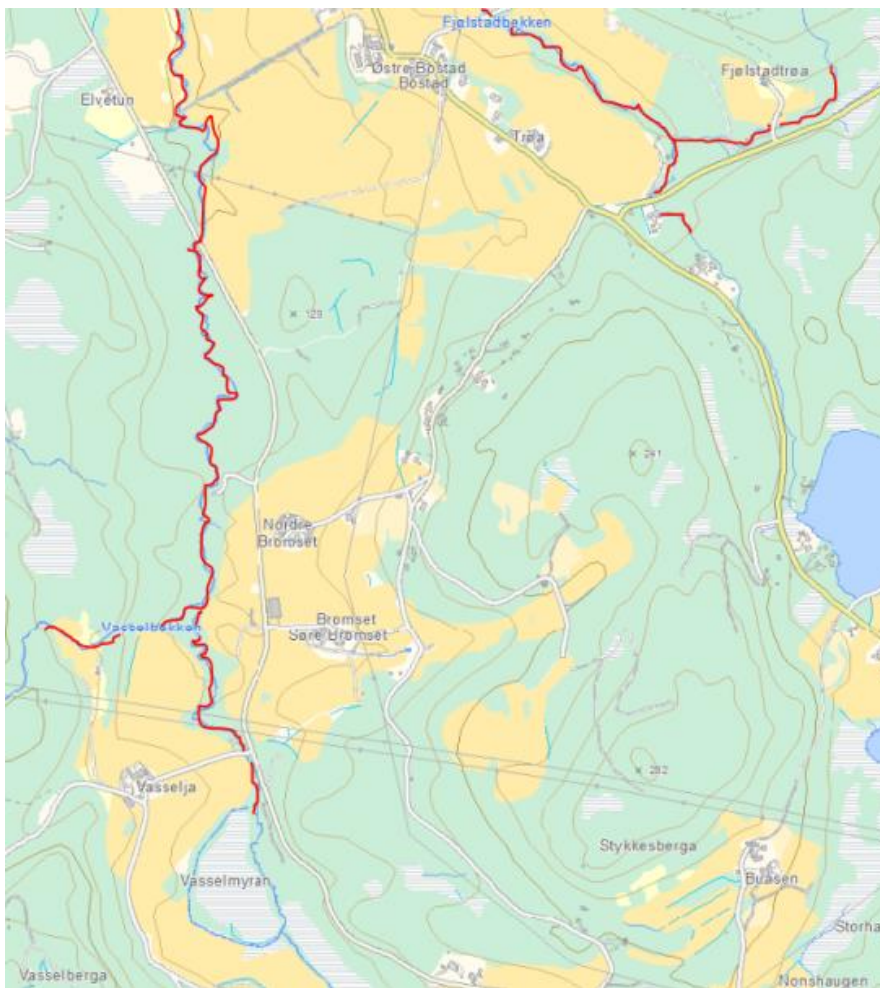 Fjølstadbekken
Østre Bostad
Bostad
Fjølstadtrøa
Elvetun
Trøa
129
241
Nordre
Bromset
Vasselbekken
Bromset
Søre Bromset
282
Vasselja
Stykkesberga
Vasselmyran
Buåsen
Storha
Vasselberga
Nonshaugen